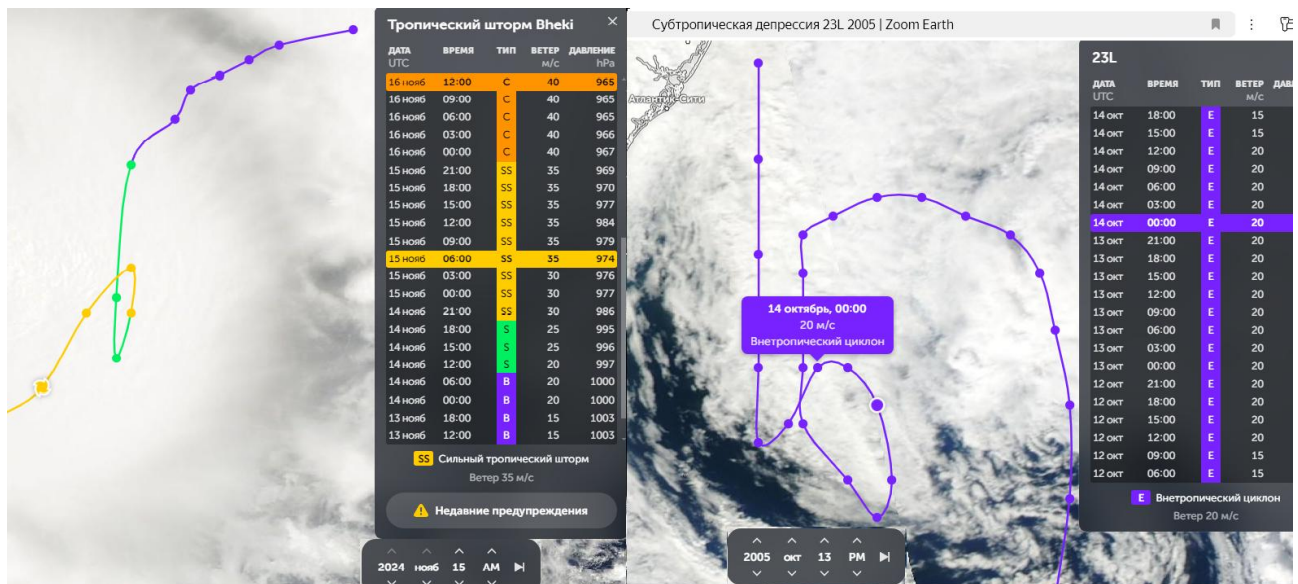 Тропический шторм Bheki
ДАТА ВРЕМЯ ТИП ВЕТЕР ДАВЛЕНИЕ
UTC м/с hPa
16 нояб 12:00 C 40 965
16 нояб 09:00 C 40 965
16 нояб 06:00 C 40 965
16 нояб 03:00 C 40 966
16 нояб 00:00 C 40 967
15 нояб 21:00 SS 35 969
15 нояб 18:00 SS 35 970
15 нояб 15:00 SS 35 977
15 нояб 12:00 SS 35 984
15 нояб 09:00 SS 35 979
15 нояб 06:00 SS 35 974
15 нояб 03:00 SS 30 976
15 нояб 00:00 SS 30 977
14 нояб 21:00 SS 30 986
14 нояб 18:00 S 25 995
14 нояб 15:00 S 25 996
14 нояб 12:00 S 20 997
14 нояб 06:00 B 20 1000
14 нояб 00:00 B 20 1000
13 нояб 18:00 B 15 1003
13 нояб 12:00 B 15 1003
SS Сильный тропический шторм
Ветер 35 м/с
Недавние предупреждения
2024 нояб 15 AM
Субтропическая депрессия 23L 2005 | Zoom Earth
Атлантик-Сити
14 октябрь, 00:00
20 м/с
Внетропический циклон
2005 окт 13 PM
23L
ДАТА ВРЕМЯ ТИП ВЕТЕР ДАВЛ
UTC м/с
14 окт 18:00 E 15
14 окт 15:00 E 15
14 окт 12:00 E 20
14 окт 09:00 E 20
14 окт 06:00 E 20
14 окт 03:00 E 20
14 окт 00:00 E 20
13 окт 21:00 E 20
13 окт 18:00 E 20
13 окт 15:00 E 20
13 окт 12:00 E 20
13 окт 09:00 E 20
13 окт 06:00 E 20
13 окт 03:00 E 20
13 окт 00:00 E 20
12 окт 21:00 E 20
12 окт 18:00 E 20
12 окт 15:00 E 20
12 окт 12:00 E 20
12 окт 09:00 E 15
12 окт 06:00 E 15
E Внетропический циклон
Ветер 20 м/с